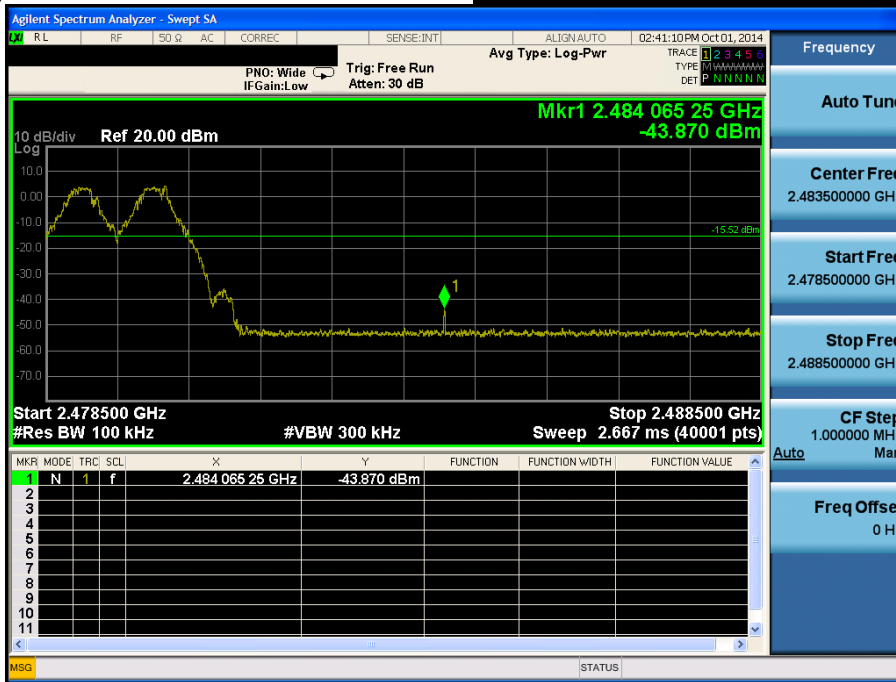 Agilent Spectrum Analyzer - Swept SA
LXI RL RF 50 Ω AC CORREC SENSE:INT ALIGN AUTO 02:41:10 PM Oct 01, 2014
PNO: Wide
IFGain:Low
Trig: Free Run
Atten: 30 dB
Avg Type: Log-Pwr
TRACE 1 2 3 4 5 6
TYPE
DET P N N N N N
Mkr1 2.484 065 25 GHz
-43.870 dBm
10 dB/div Ref 20.00 dBm
Log
10.0
0.00
-10.0
-20.0
-30.0
-40.0
-50.0
-60.0
-70.0
-15.52 dBm
1
Start 2.478500 GHz Stop 2.488500 GHz
#Res BW 100 kHz #VBW 300 kHz Sweep 2.667 ms (40001 pts)
MKR MODE TRC SCL X Y FUNCTION FUNCTION WIDTH FUNCTION VALUE
1 N 1 f 2.484 065 25 GHz -43.870 dBm
2
3
4
5
6
7
8
9
10
11
MSG STATUS
Frequency
Auto Tun
Center Fre
2.483500000 GH
Start Fre
2.478500000 GH
Stop Fre
2.488500000 GH
CF Step
1.000000 MH
Auto Ma
Freq Offse
0 H